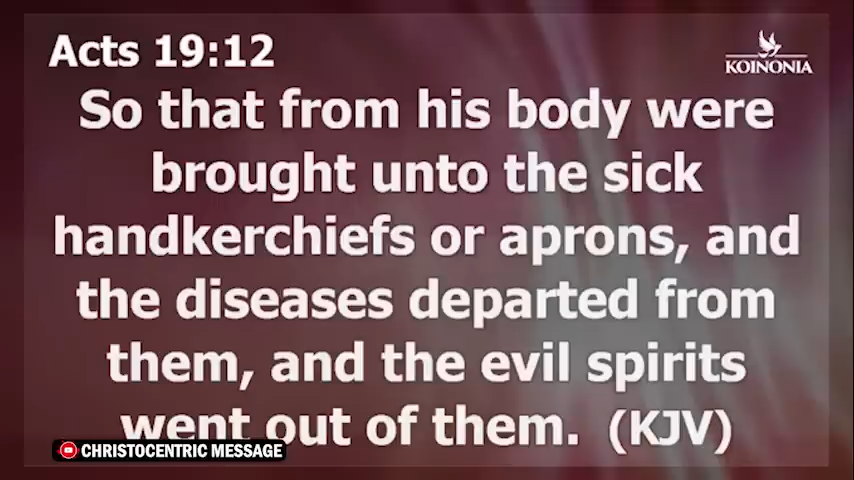 Acts 19:12
KOINONIA
So that from his body were
brought unto the sick
handkerchiefs or aprons, and
the diseases departed from
them, and the evil spirits
went out of them. (KJV)
CHRISTOCENTRIC MESSAGE